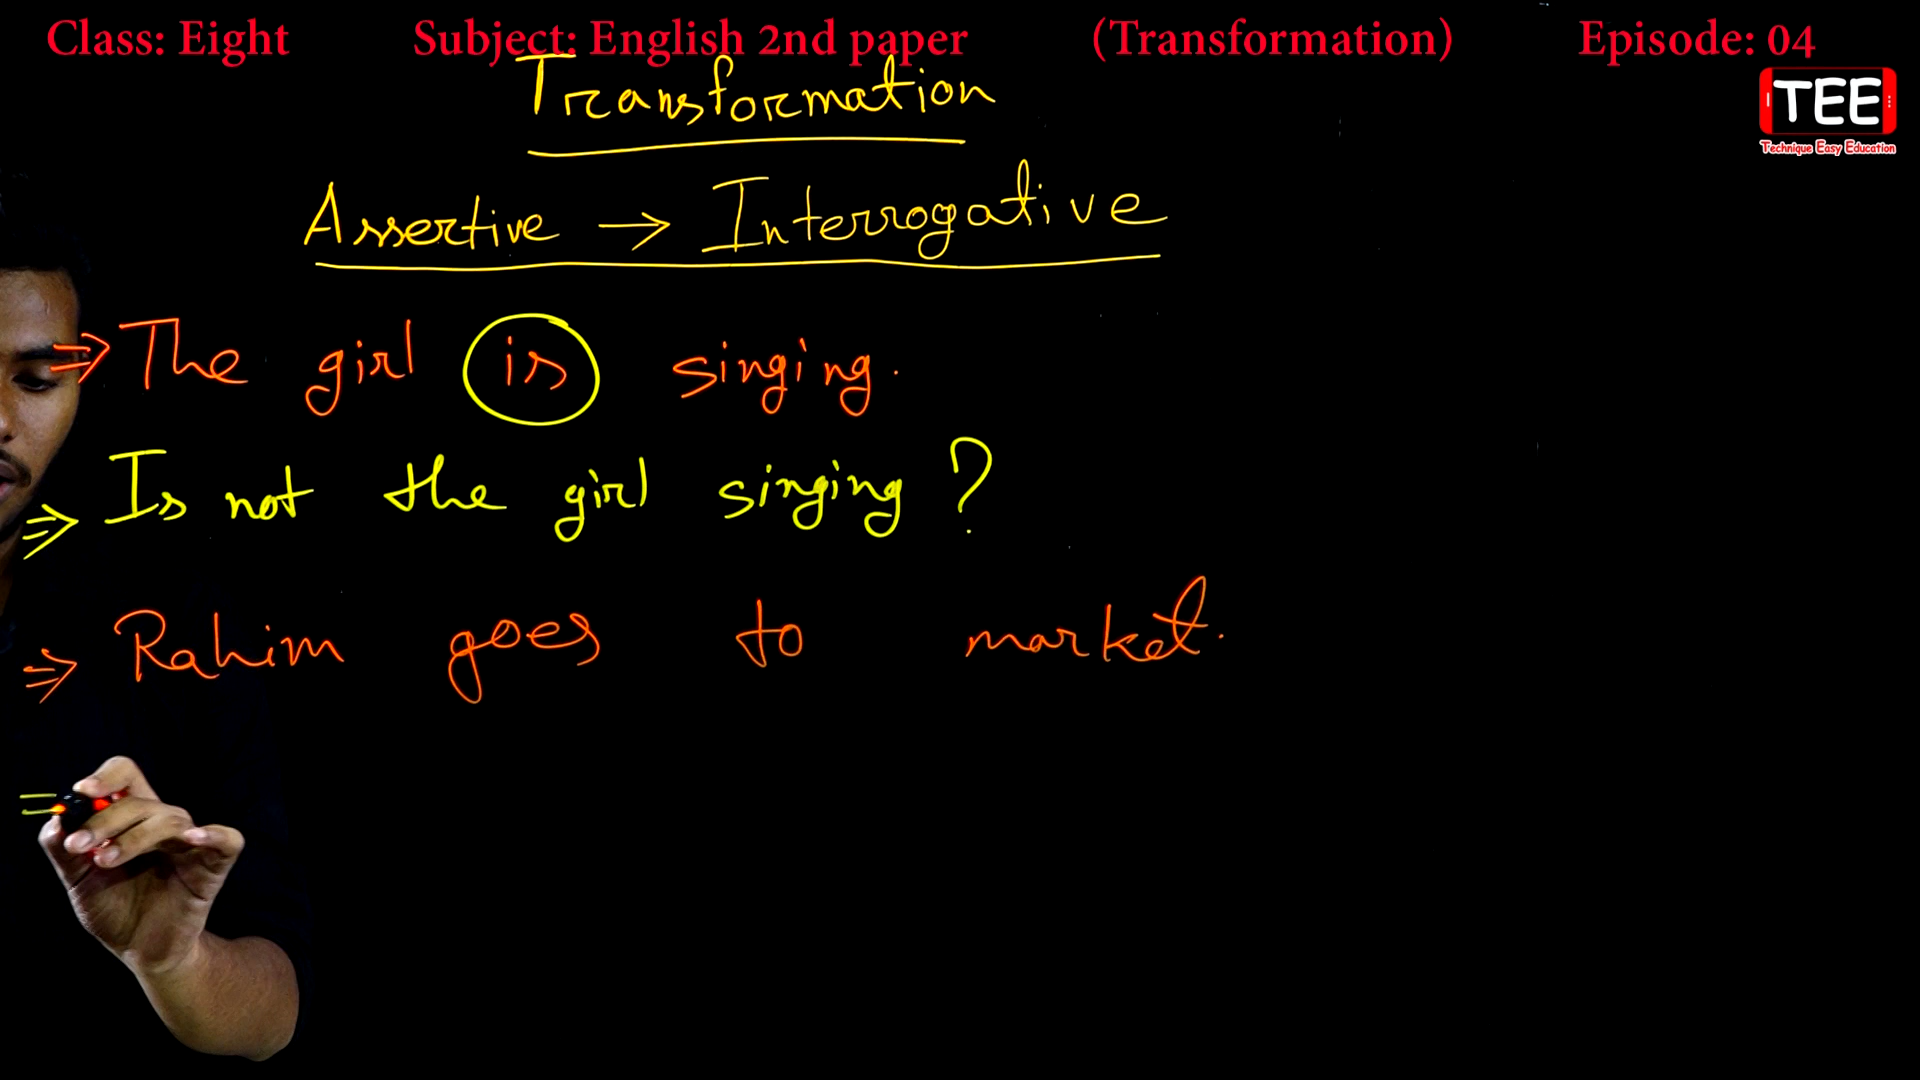 Class: Eight Subject: English 2nd paper (Transformation) Episode: 04
Transformation
TEE
Technique Easy Education
Assertive → Interrogative
⇒ The girl is singing.
⇒ Is not the girl singing?
⇒ Rahim goes to market.
=